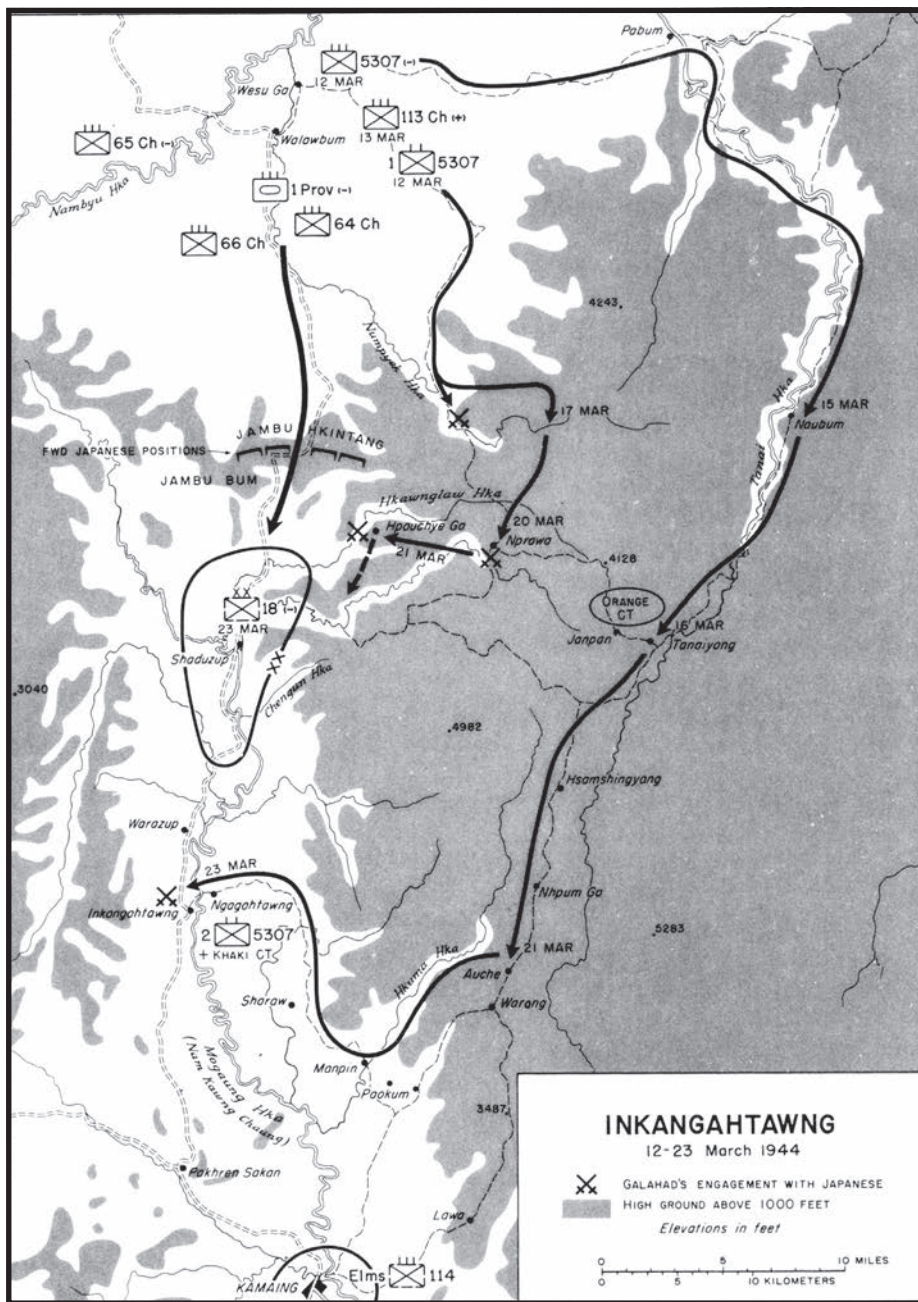 Pabum
5307 (-)
12 MAR
Wesu Ga
113 Ch (+)
13 MAR
65 Ch (-)
Walawbum
1 5307
12 MAR
Nambyu Hka
1 Prov (-)
64 Ch
66 Ch
4243
Numpyek Hka
17 MAR
15 MAR
Naubum
Tanai Hka
JAMBU HKINTANG
FWD JAPANESE POSITIONS
JAMBU BUM
Hkawnglaw Hka
20 MAR
Hpauchye Ga
Nprawa
21 MAR
4128
ORANGE
CT
18 (-)
23 MAR
16 MAR
Janpan
Tanaiyang
Shaduzup
Chengun Hka
3040
4982
Hsamshingyang
Warazup
23 MAR
Nhpum Ga
Ngagahtawng
Inkangahtawng
2 5307
+ KHAKI CT
5283
21 MAR
Hkuma Hka
Auche
Sharaw
Warong
Mogaung Hka
(Nam Kawng Chaung)
Manpin
Paokum
3487
INKANGAHTAWNG
12-23 March 1944
Pakhren Sakan
GALAHAD'S ENGAGEMENT WITH JAPANESE
HIGH GROUND ABOVE 1000 FEET
Lawa
Elevations in feet
0 5 10 MILES
0 5 10 KILOMETERS
Elms 114
KAMAING